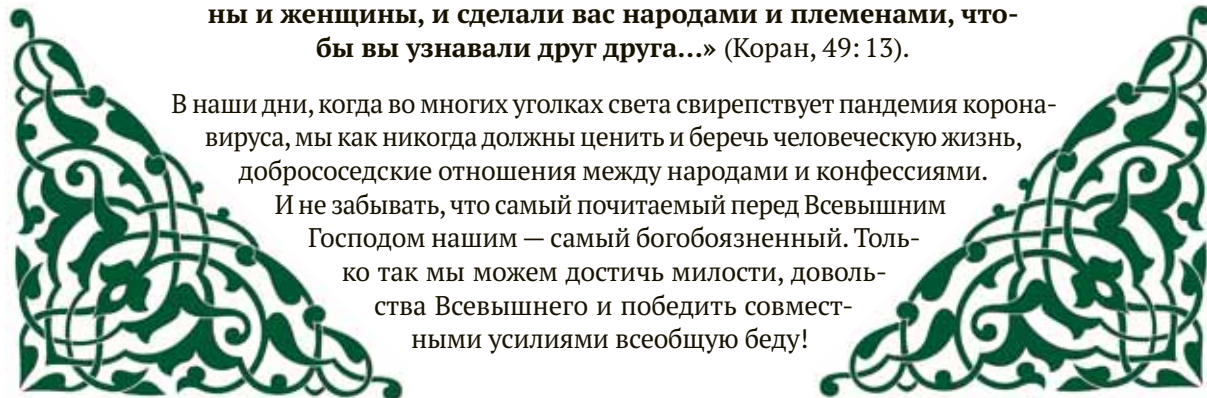 ны и женщины, и сделали вас народами и племенами, что-
бы вы узнавали друг друга…» (Коран, 49: 13).
В наши дни, когда во многих уголках света свирепствует пандемия корона-
вируса, мы как никогда должны ценить и беречь человеческую жизнь,
добрососедские отношения между народами и конфессиями.
И не забывать, что самый почитаемый перед Всевышним
Господом нашим — самый богобоязненный. Толь-
ко так мы можем достичь милости, доволь-
ства Всевышнего и победить совмест-
ными усилиями всеобщую беду!